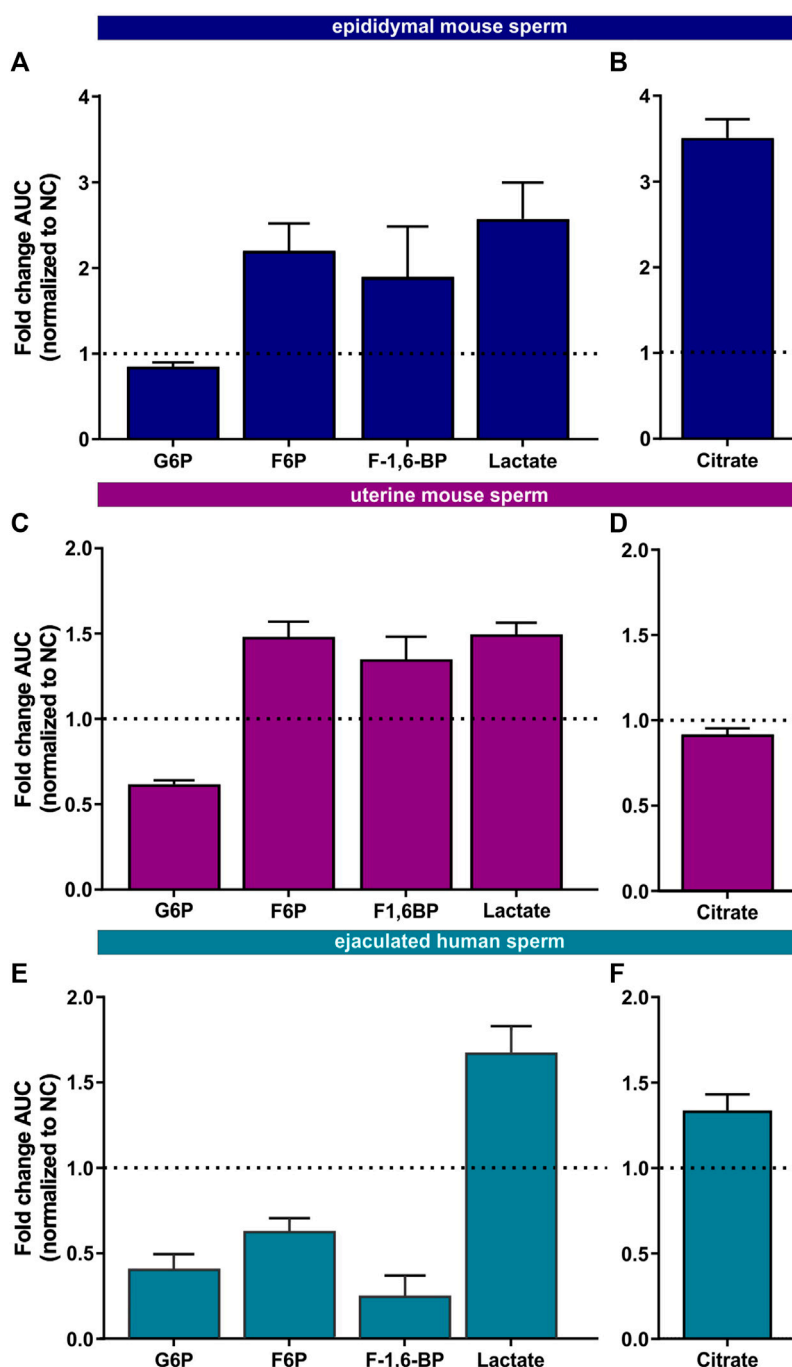 epididymal mouse sperm
A
B
Fold change AUC
(normalized to NC)
4
3
2
1
0
G6P F6P F-1,6-BP Lactate
4
3
2
1
0
Citrate
uterine mouse sperm
C
D
Fold change AUC
(normalized to NC)
2.0
1.5
1.0
0.5
0.0
G6P F6P F1,6BP Lactate
2.0
1.5
1.0
0.5
0.0
Citrate
ejaculated human sperm
E
F
Fold change AUC
(normalized to NC)
2.0
1.5
1.0
0.5
0.0
G6P F6P F-1,6-BP Lactate
2.0
1.5
1.0
0.5
0.0
Citrate